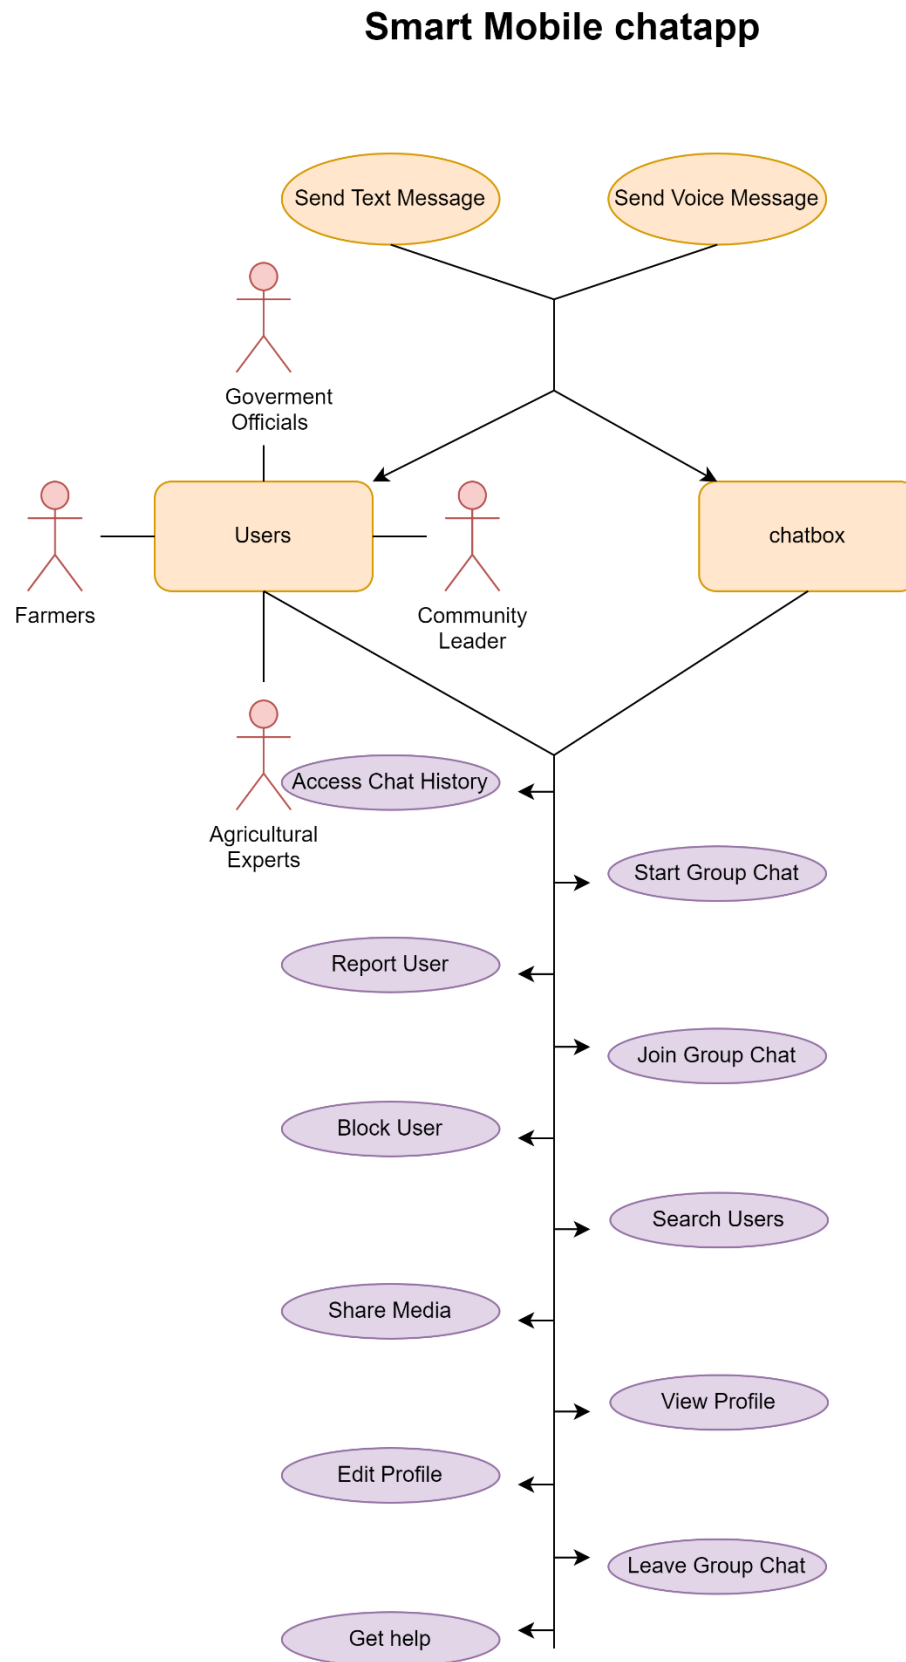 Smart Mobile chatapp
Send Text Message
Send Voice Message
Goverment
Officials
Users
chatbox
Farmers
Community
Leader
Access Chat History
Agricultural
Experts
Start Group Chat
Report User
Join Group Chat
Block User
Search Users
Share Media
View Profile
Edit Profile
Leave Group Chat
Get help